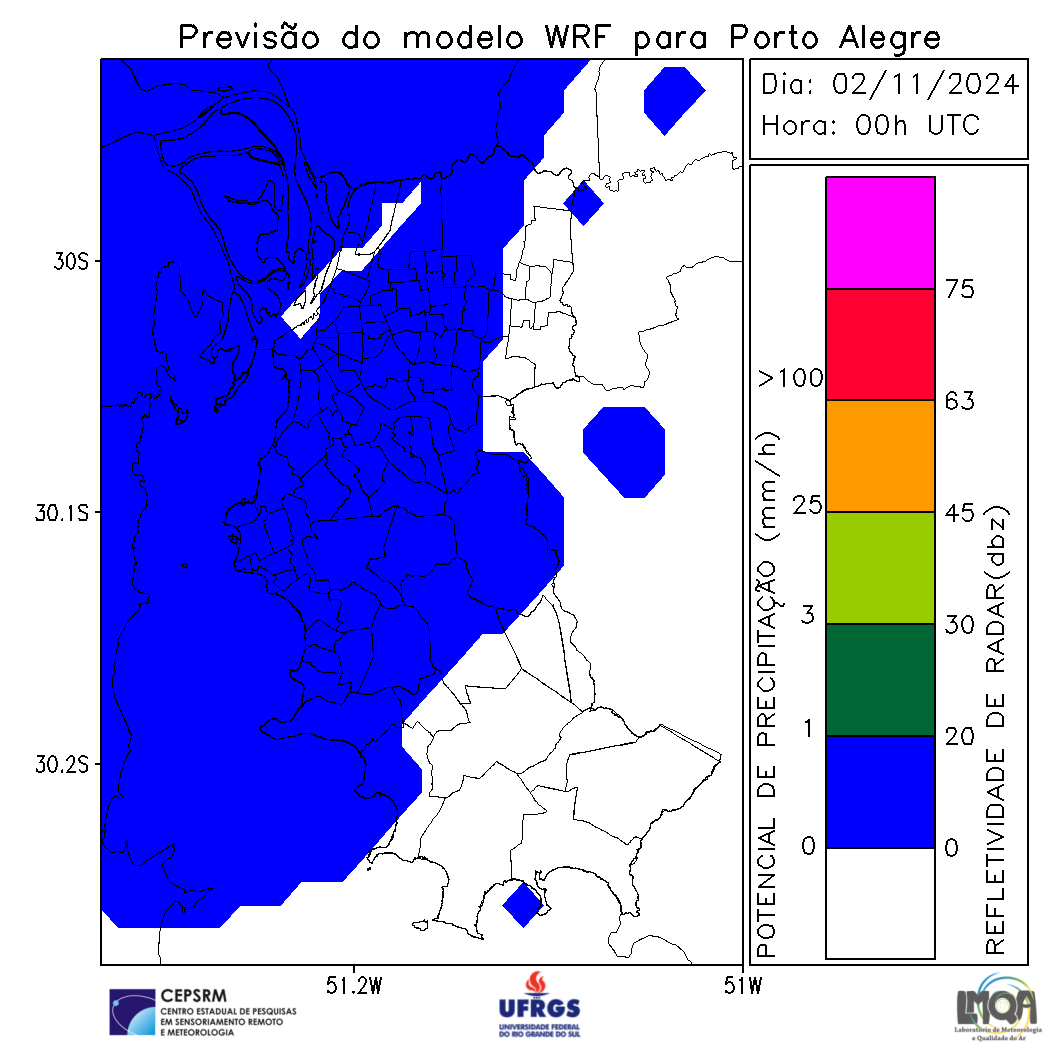 Previsão do modelo WRF para Porto Alegre
Dia: 02/11/2024
Hora: 00h UTC
30S
30.1S
30.2S
51.2W
51W
POTENCIAL DE PRECIPITAÇÃO (mm/h)
>100
25
3
1
0
75
63
45
30
20
0
REFLETIVIDADE DE RADAR(dbz)
CEPSRM
CENTRO ESTADUAL DE PESQUISAS
EM SENSORIAMENTO REMOTO
E METEOROLOGIA
UFRGS
UNIVERSIDADE FEDERAL
DO RIO GRANDE DO SUL
LMQA
Laboratório de Meteorologia
e Qualidade do Ar